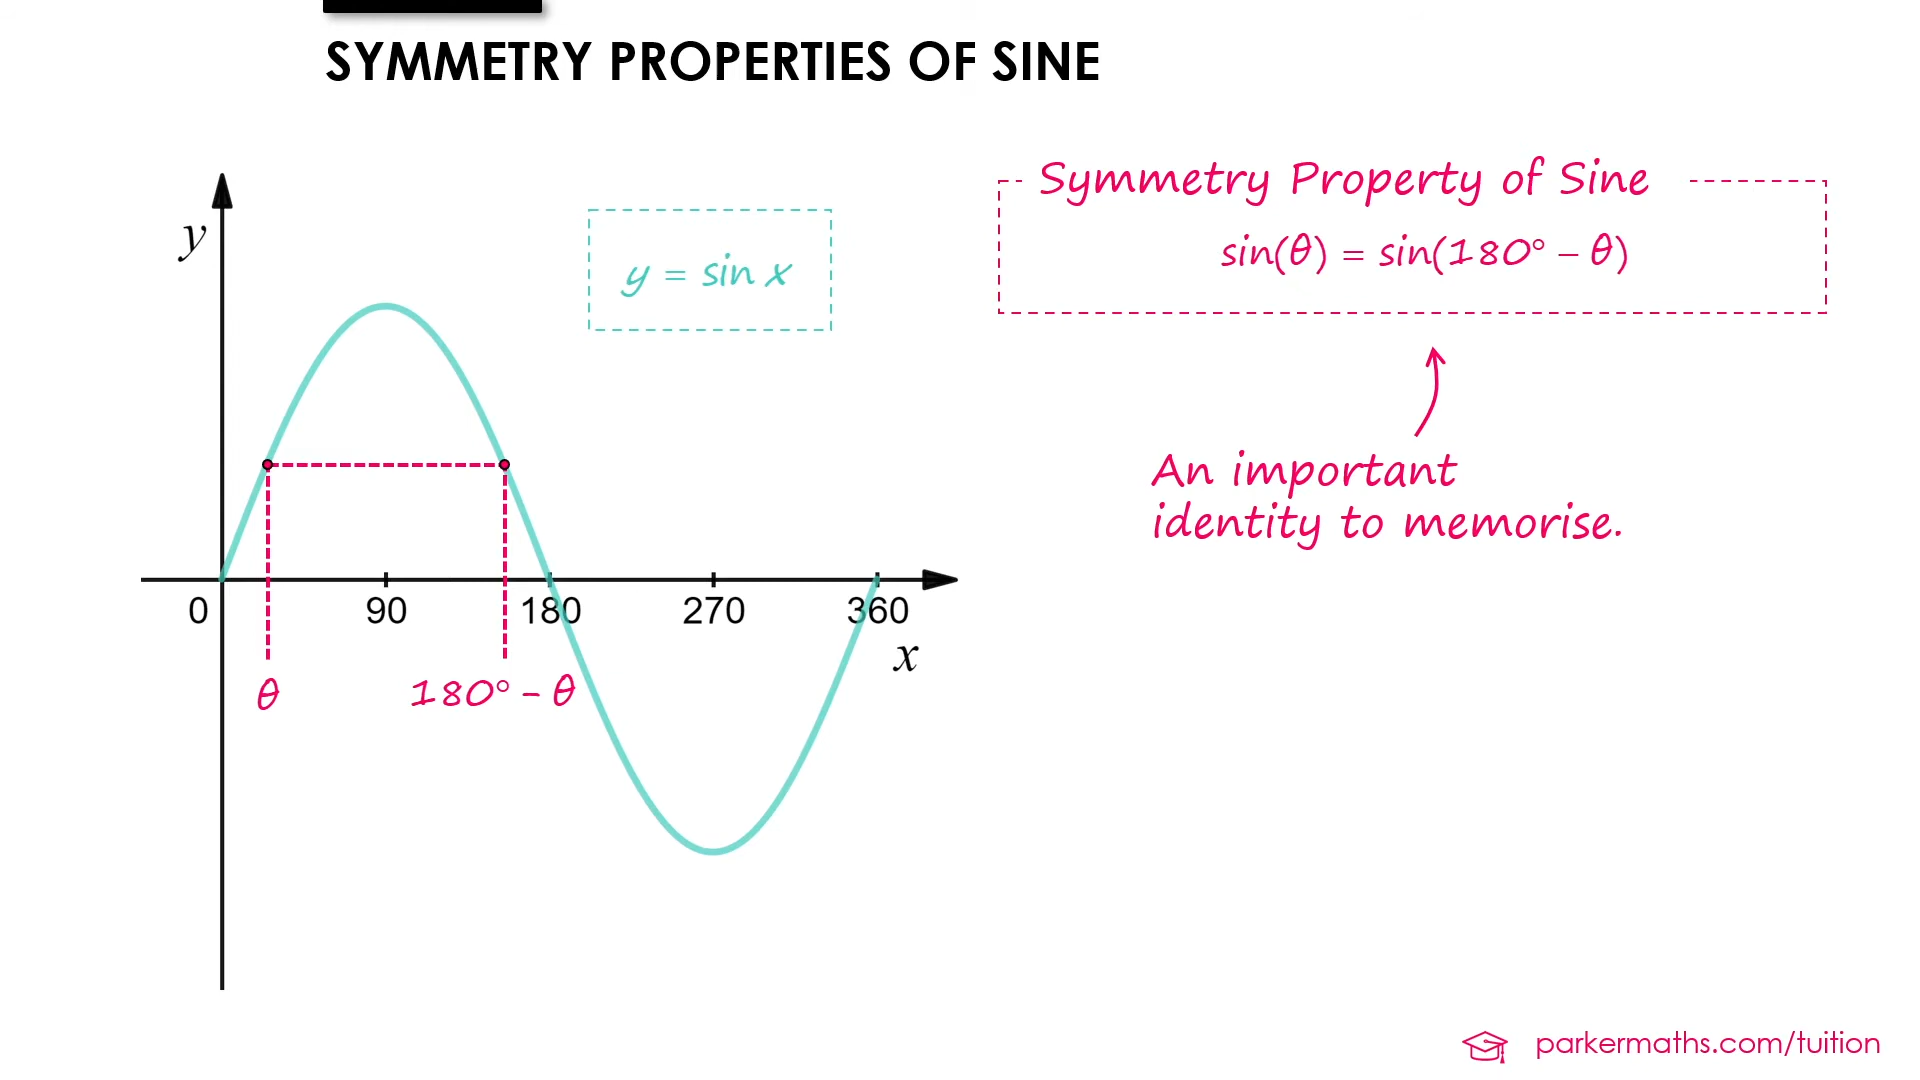 SYMMETRY PROPERTIES OF SINE
Symmetry Property of Sine
sin(θ) = sin(180° – θ)
y
y = sin x
An important
identity to memorise.
0 90 180 270 360
x
θ 180° - θ
parkermaths.com/tuition